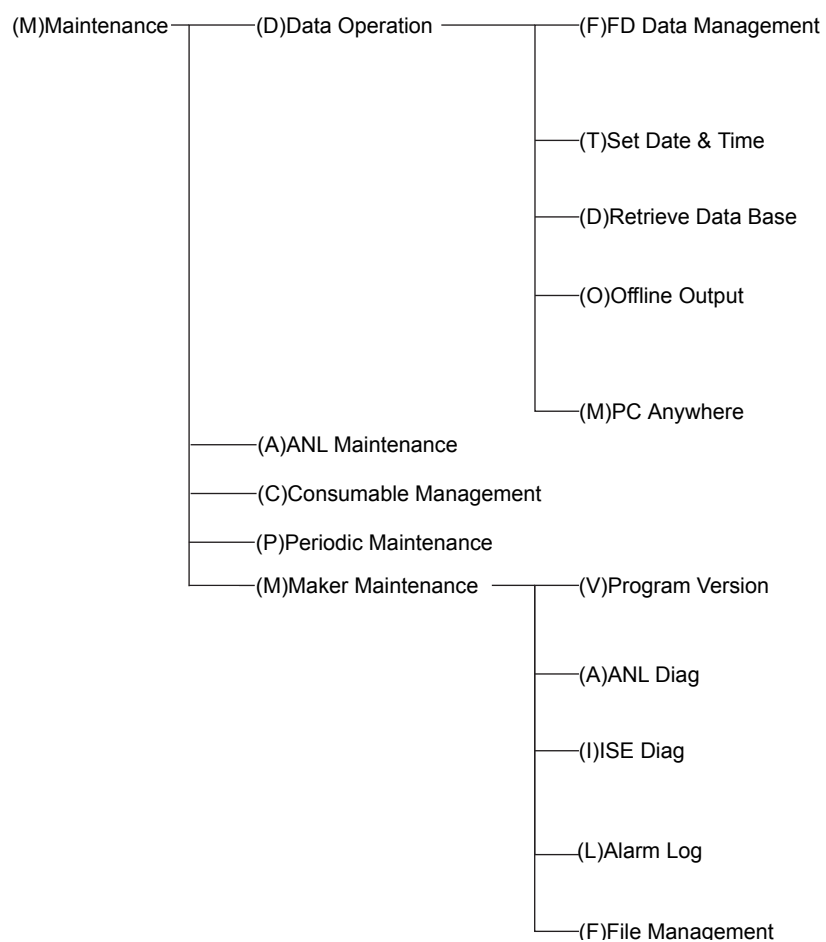 (M)Maintenance
(D)Data Operation
(F)FD Data Management
(T)Set Date & Time
(D)Retrieve Data Base
(O)Offline Output
(M)PC Anywhere
(A)ANL Maintenance
(C)Consumable Management
(P)Periodic Maintenance
(M)Maker Maintenance
(V)Program Version
(A)ANL Diag
(I)ISE Diag
(L)Alarm Log
(F)File Management